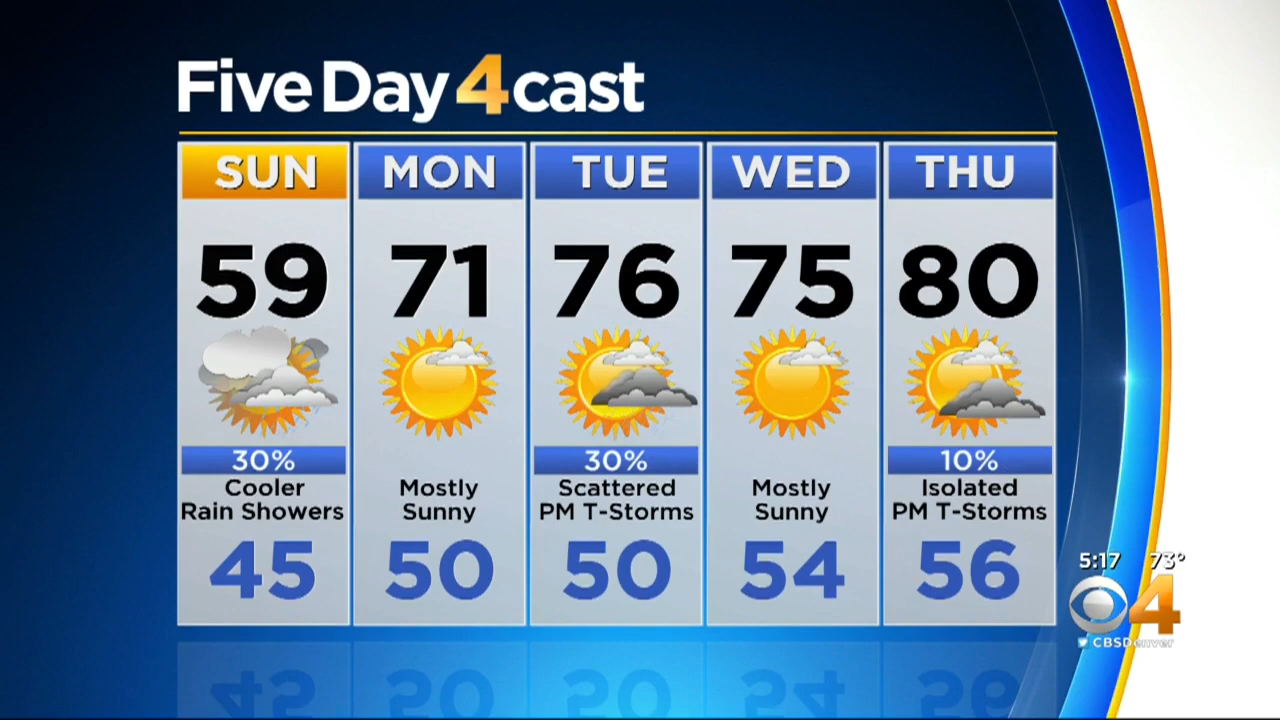 Five Day 4cast
SUN MON TUE WED THU
59 71 76 75 80
30% 30% 10%
Cooler Mostly Scattered Mostly Isolated
Rain Showers Sunny PM T-Storms Sunny PM T-Storms
45 50 50 54 56
5:17 73°
4
CBSDenver